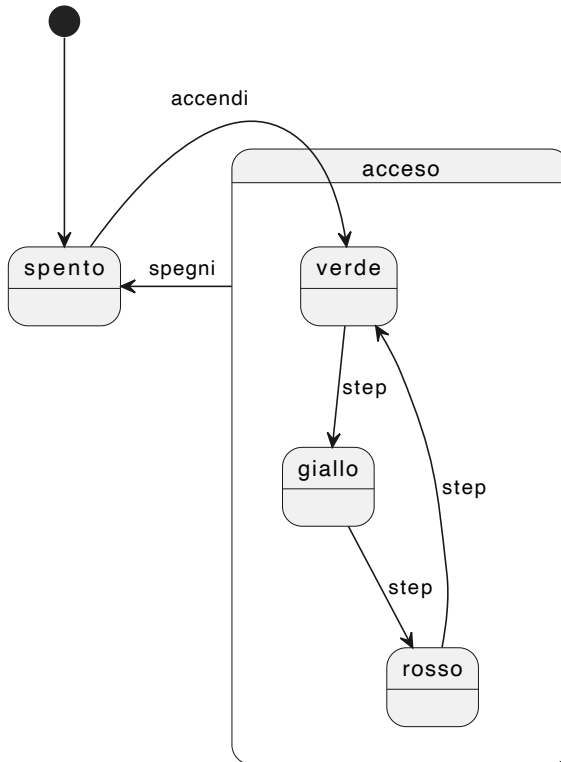 accendi
acceso
spento
spegni
verde
step
giallo
step
step
rosso